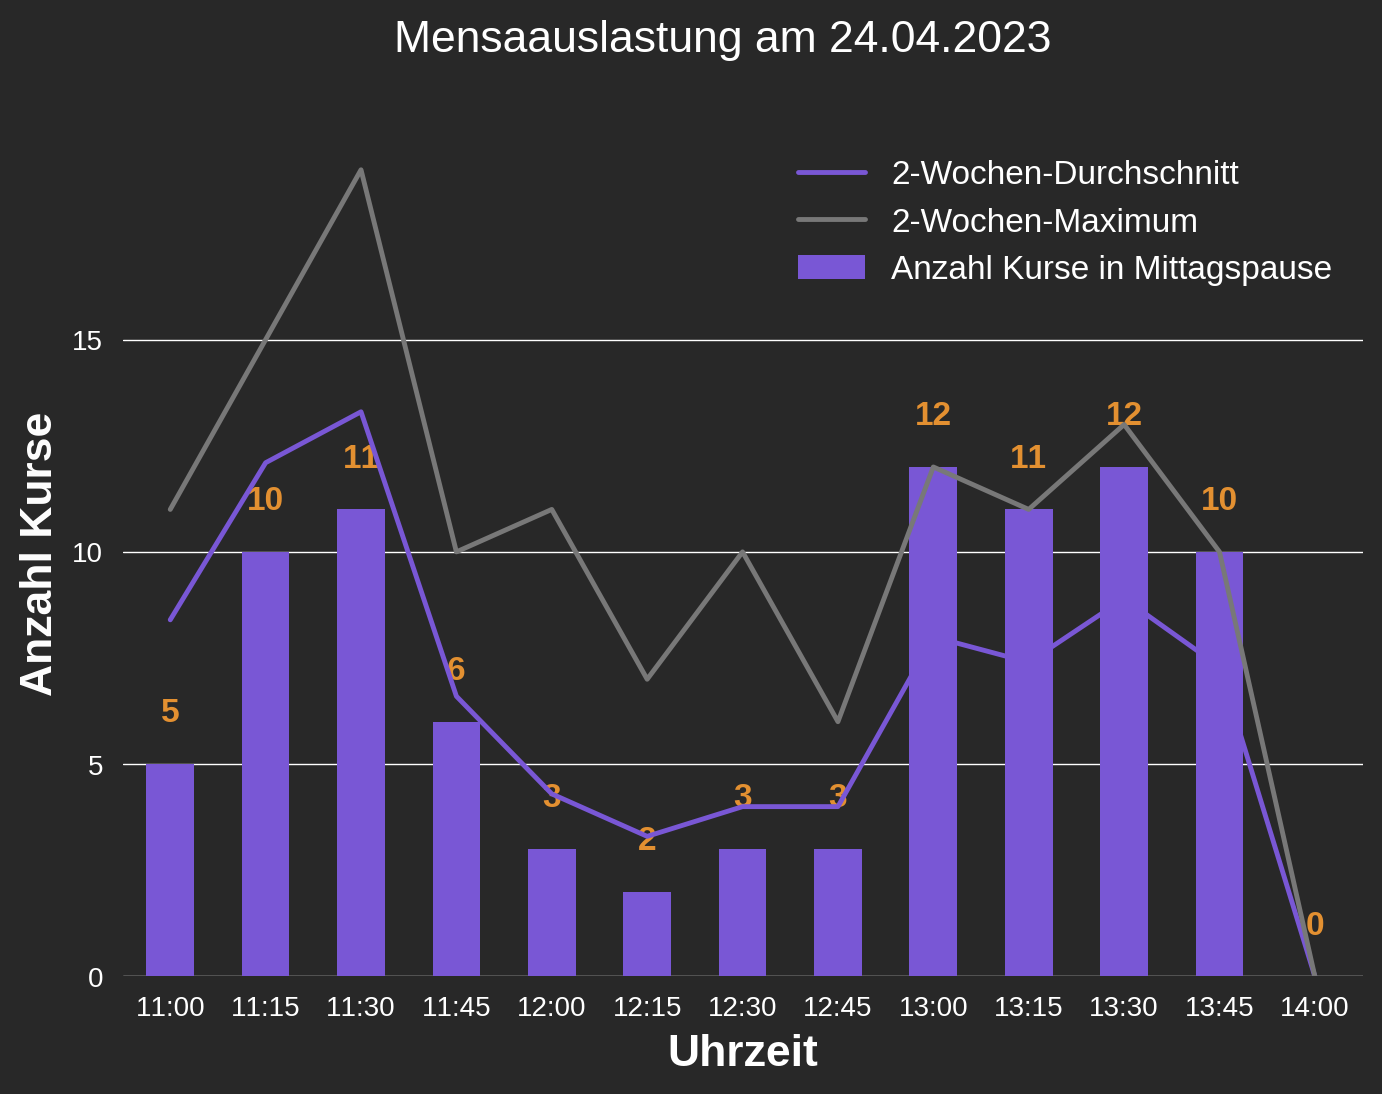 Mensaauslastung am 24.04.2023
2-Wochen-Durchschnitt
2-Wochen-Maximum
Anzahl Kurse in Mittagspause
Anzahl Kurse
15
10
5
0
5
10
11
6
3
2
3
3
12
11
12
10
0
11:00 11:15 11:30 11:45 12:00 12:15 12:30 12:45 13:00 13:15 13:30 13:45 14:00
Uhrzeit